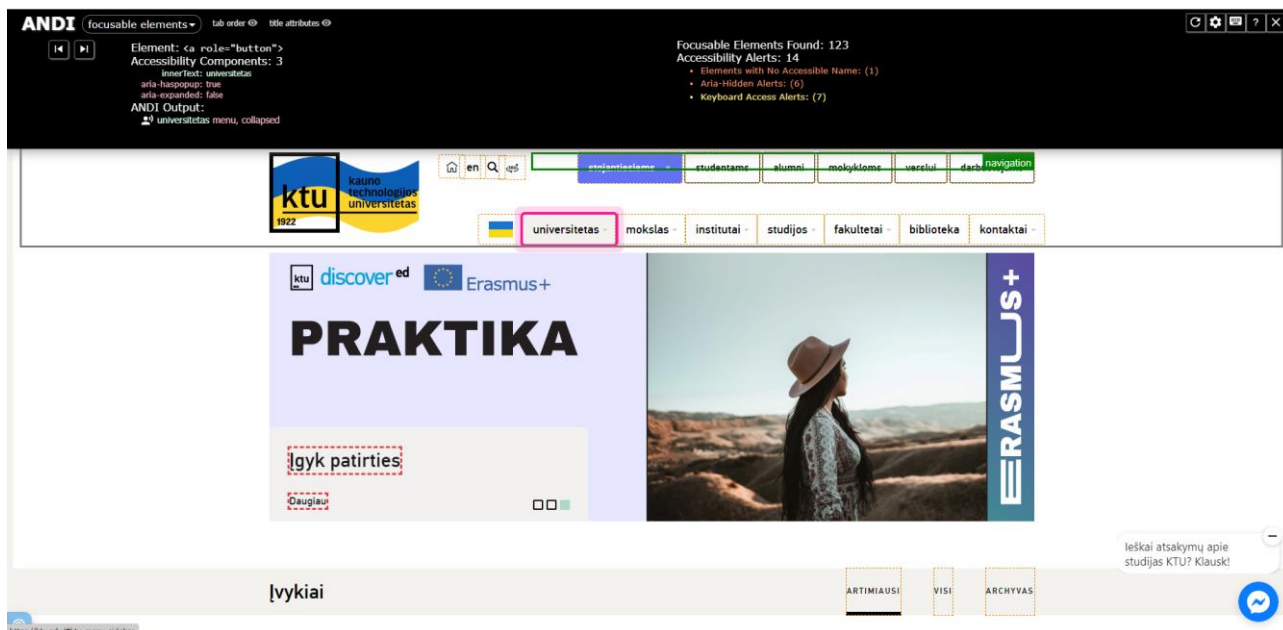 ANDI focusable elements tab order title attributes
Element: <a role="button">
Accessibility Components: 3
innerText: universitetas
aria-haspopup: true
aria-expanded: false
ANDI Output:
universitetas menu, collapsed
Focusable Elements Found: 123
Accessibility Alerts: 14
• Elements with No Accessible Name: (1)
• Aria-Hidden Alerts: (6)
• Keyboard Access Alerts: (7)
?
ktu
1922
kauno
technologijos
universitetas
en stojantiesiems studentams alumni mokykloms verslui navigation
universitetas mokslas institutai studijos fakultetai biblioteka kontaktai
ktu discover ed Erasmus+
PRAKTIKA
Įgyk patirties
Daugiau
ERASMUS+
Ieškai atsakymų apie
studijas KTU? Klausk!
Įvykiai ARTIMIAUSI VISI ARCHYVAS